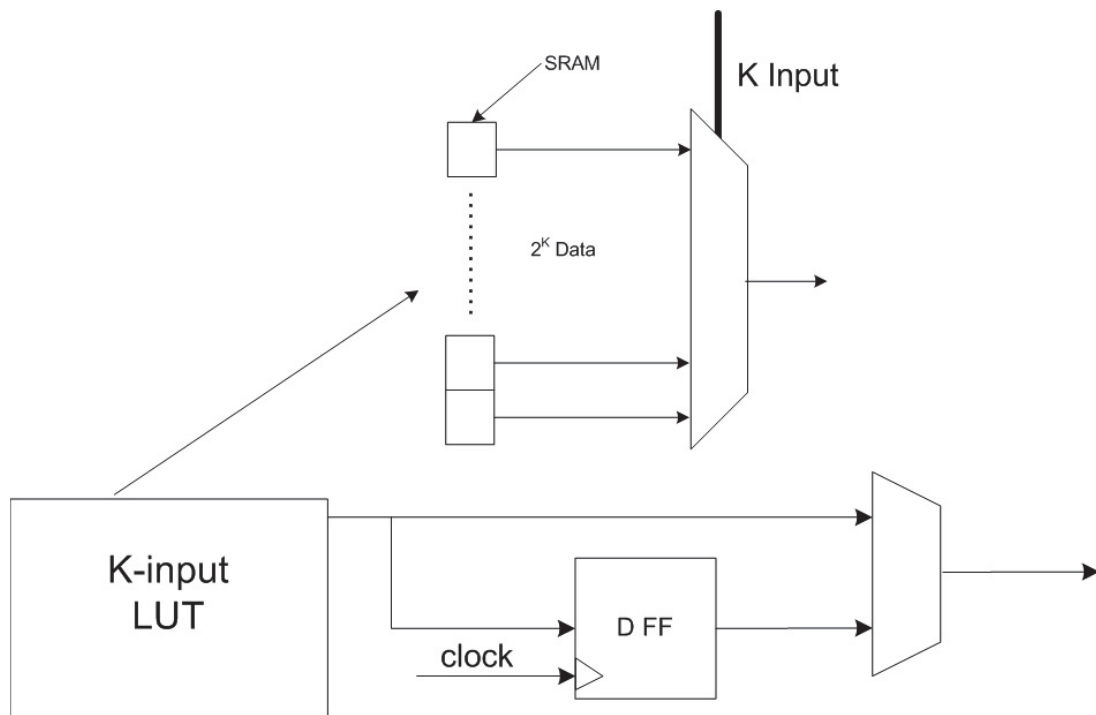 SRAM
K Input
2^K Data
K-input
LUT
D FF
clock